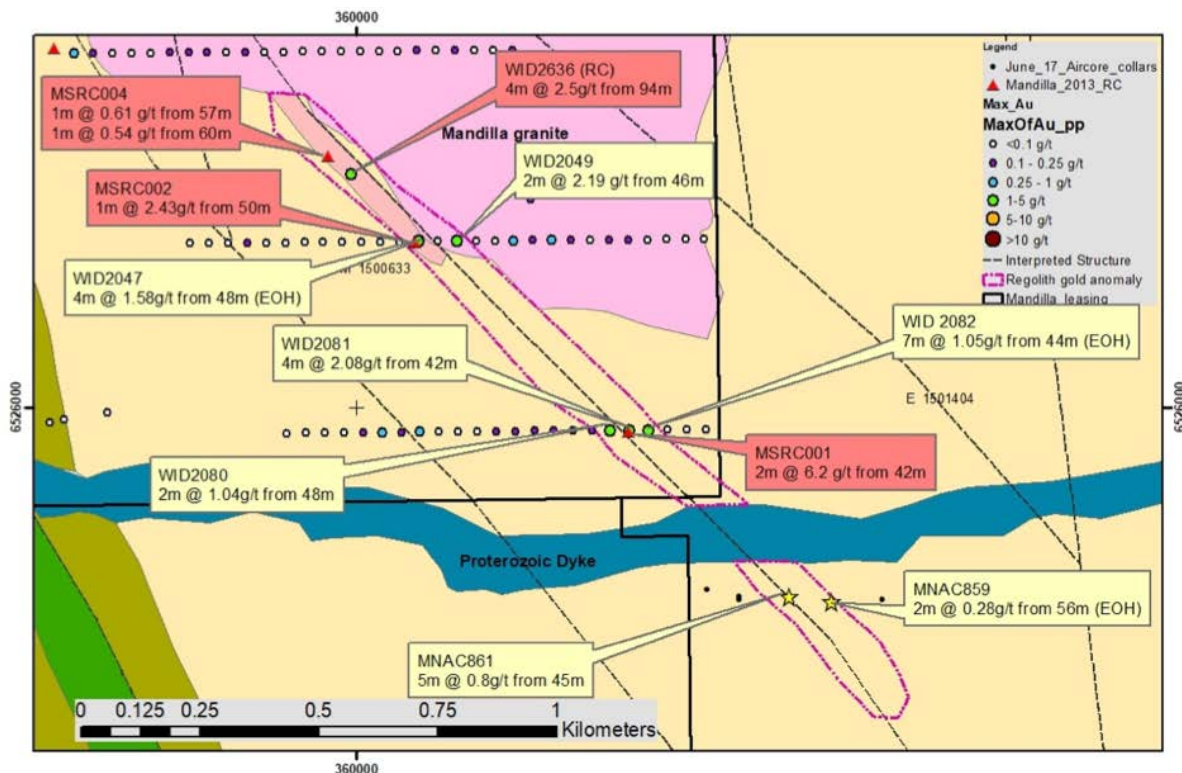 360000
MSRC004
1m @ 0.61 g/t from 57m
1m @ 0.54 g/t from 60m
WID2636 (RC)
4m @ 2.5g/t from 94m
Mandilla granite
WID2049
2m @ 2.19 g/t from 46m
MSRC002
1m @ 2.43g/t from 50m
Legend
June_17_Aircore_collars
Mandilla_2013_RC
Max_Au
MaxOfAu_pp
<0.1 g/t
0.1 - 0.25 g/t
0.25 - 1 g/t
1-5 g/t
5-10 g/t
>10 g/t
Interpreted Structure
Regolith gold anomaly
Mandilla_leasing
M 1500633
WID2047
4m @ 1.58g/t from 48m (EOH)
WID2081
4m @ 2.08g/t from 42m
WID 2082
7m @ 1.05g/t from 44m (EOH)
E 1501404
6526000
6526000
WID2080
2m @ 1.04g/t from 48m
MSRC001
2m @ 6.2 g/t from 42m
Proterozoic Dyke
MNAC859
2m @ 0.28g/t from 56m (EOH)
MNAC861
5m @ 0.8g/t from 45m
0 0.125 0.25 0.5 0.75 1
Kilometers
360000